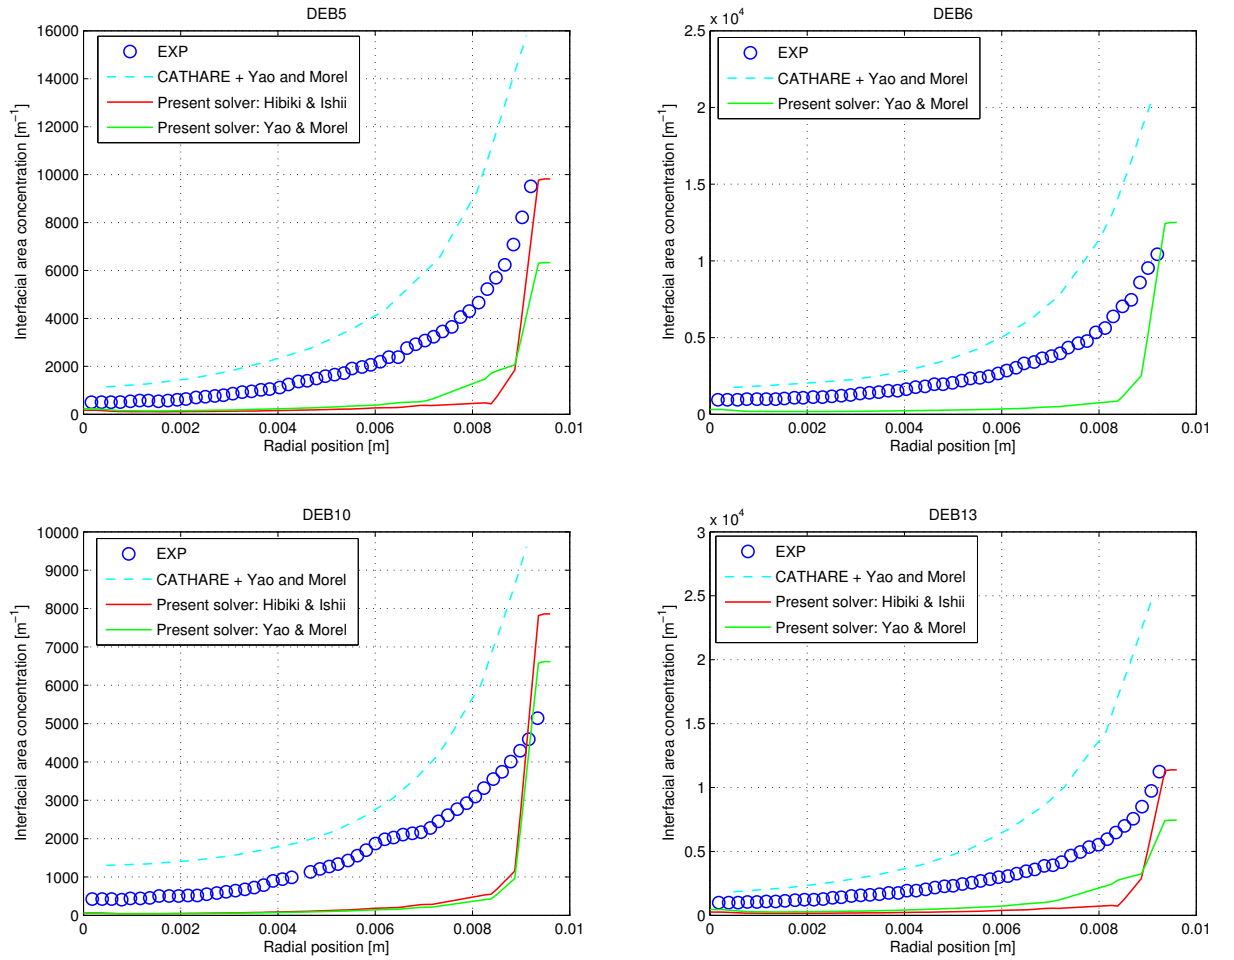 DEB5
16000
14000
12000
10000
8000
6000
4000
2000
0
Interfacial area concentration [m⁻¹]
EXP
CATHARE + Yao and Morel
Present solver: Hibiki & Ishii
Present solver: Yao & Morel
0 0.002 0.004 0.006 0.008 0.01
Radial position [m]
DEB6
x 10⁴
2.5
2
1.5
1
0.5
0
Interfacial area concentration [m⁻¹]
EXP
CATHARE + Yao and Morel
Present solver: Yao & Morel
0 0.002 0.004 0.006 0.008 0.01
Radial position [m]
DEB10
10000
9000
8000
7000
6000
5000
4000
3000
2000
1000
0
Interfacial area concentration [m⁻¹]
EXP
CATHARE + Yao and Morel
Present solver: Hibiki & Ishii
Present solver: Yao & Morel
0 0.002 0.004 0.006 0.008 0.01
Radial position [m]
DEB13
x 10⁴
3
2.5
2
1.5
1
0.5
0
Interfacial area concentration [m⁻¹]
EXP
CATHARE + Yao and Morel
Present solver: Hibiki & Ishii
Present solver: Yao & Morel
0 0.002 0.004 0.006 0.008 0.01
Radial position [m]